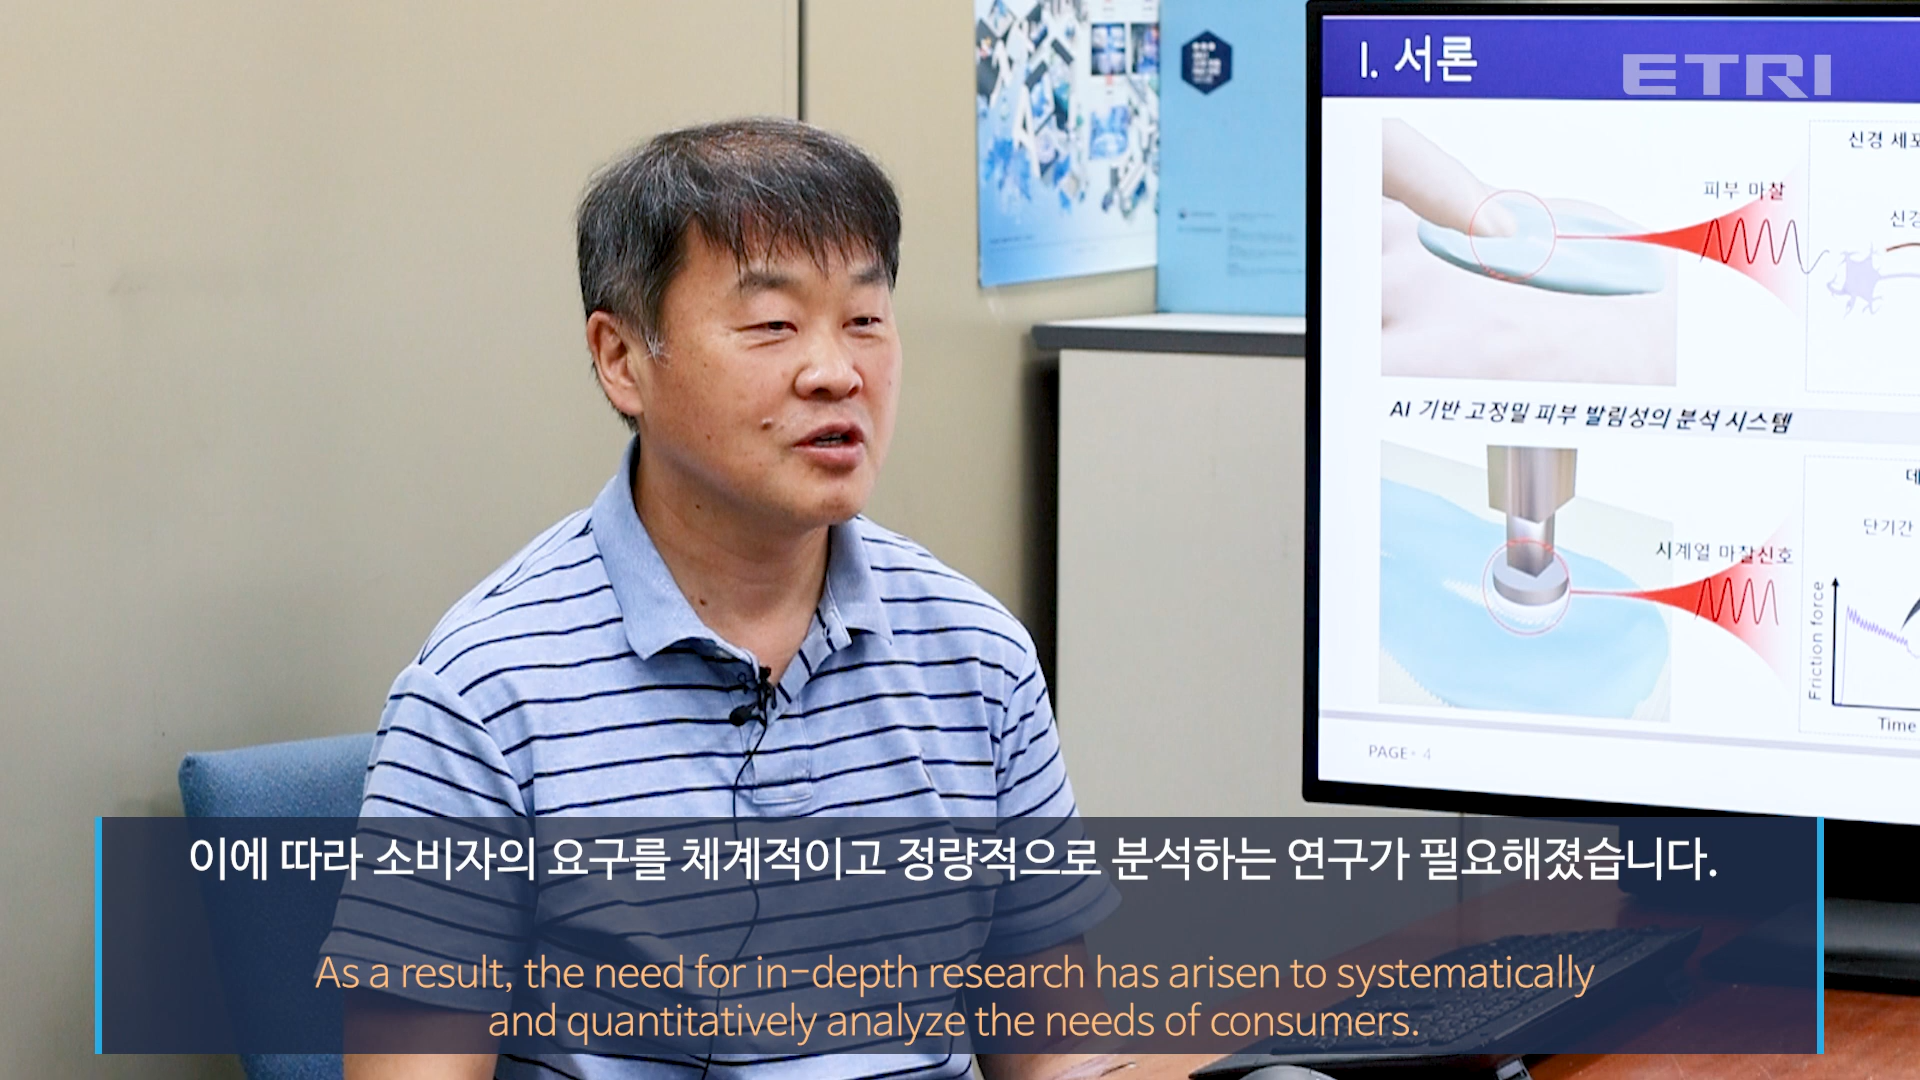 I. 서론
ETRI
신경 세포
피부 마찰
신경
AI 기반 고정밀 피부 발림성의 분석 시스템
데
단기간
시계열 마찰신호
Friction force
Time
PAGE· 4
이에 따라 소비자의 요구를 체계적이고 정량적으로 분석하는 연구가 필요해졌습니다.
As a result, the need for in-depth research has arisen to systematically
and quantitatively analyze the needs of consumers.